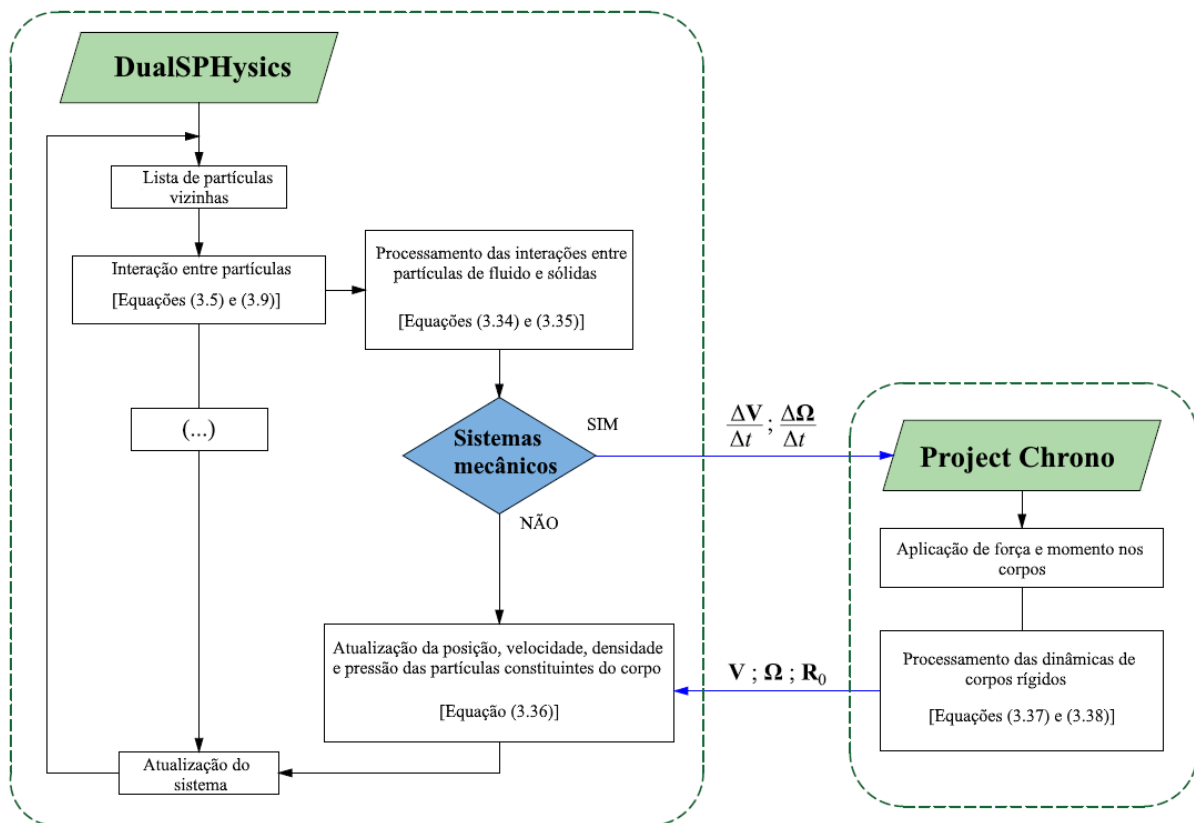 DualSPHysics
Lista de partículas
vizinhas
Interação entre partículas
[Equações (3.5) e (3.9)]
Processamento das interações entre
partículas de fluido e sólidas
[Equações (3.34) e (3.35)]
(...)
Sistemas
mecânicos
SIM
NÃO
ΔV/Δt ; ΔΩ/Δt
Project Chrono
Aplicação de força e momento nos
corpos
Processamento das dinâmicas de
corpos rígidos
[Equações (3.37) e (3.38)]
V ; Ω ; R₀
Atualização da posição, velocidade, densidade
e pressão das partículas constituintes do corpo
[Equação (3.36)]
Atualização do
sistema